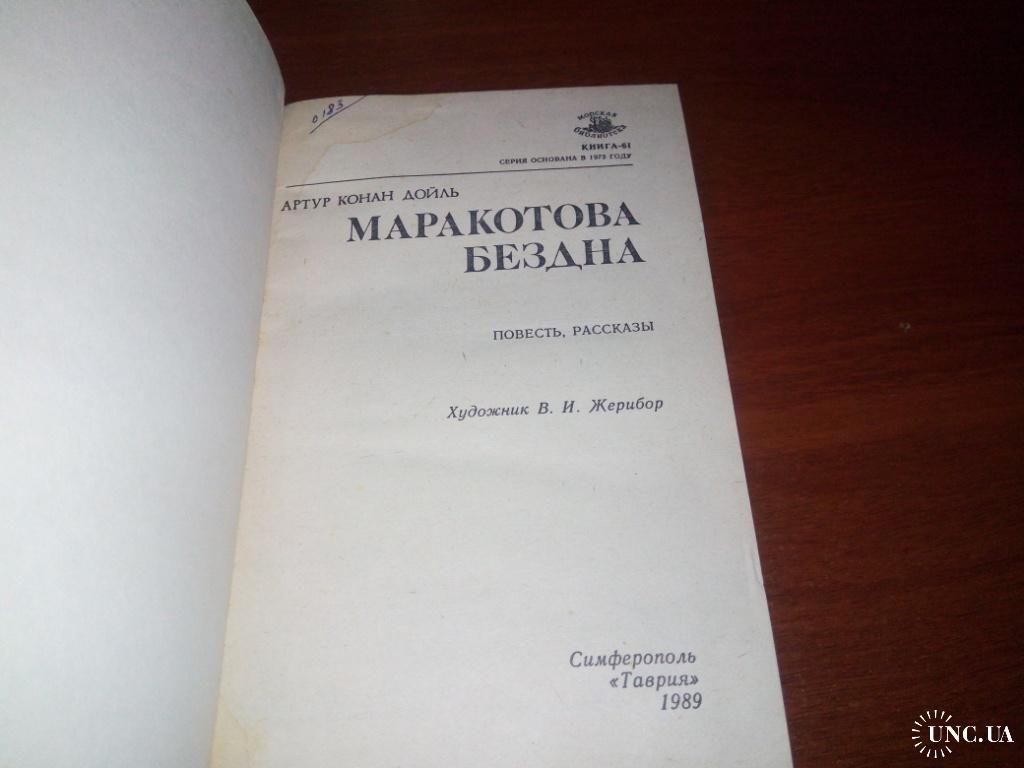 0183
МОРСКАЯ
БИБЛИОТЕКА
КНИГА-61
СЕРИЯ ОСНОВАНА В 1973 ГОДУ
АРТУР КОНАН ДОЙЛЬ
МАРАКОТОВА
БЕЗДНА
ПОВЕСТЬ, РАССКАЗЫ
Художник В. И. Жерибор
Симферополь
«Таврия»
1989
UNC.UA